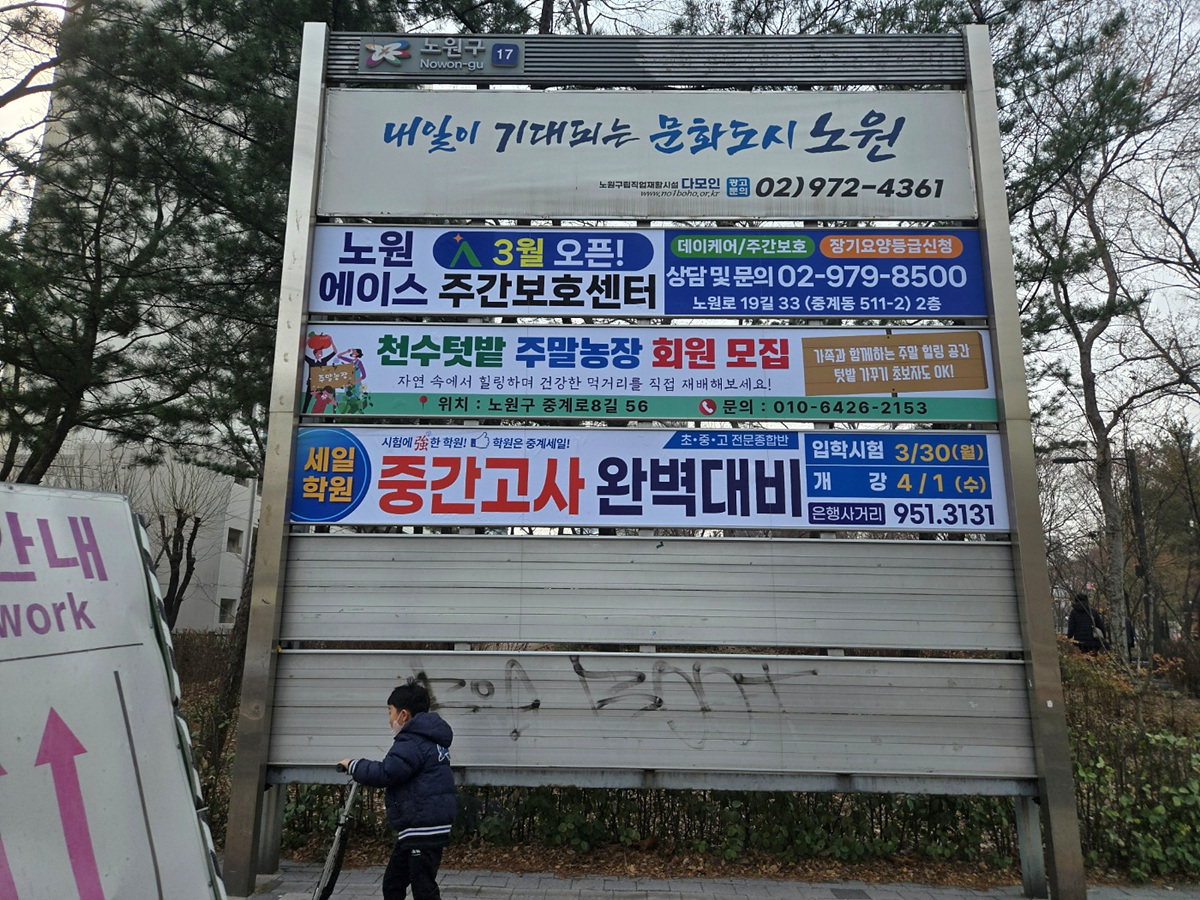 노원구 17
Nowon-gu
내일이 기대되는 문화도시 노원
노원구립직업재활시설 다모인 광고문의 02)972-4361
www.no1boho.or.kr
노원 3월 오픈!
에이스 주간보호센터
데이케어/주간보호 장기요양등급신청
상담 및 문의 02-979-8500
노원로 19길 33 (중계동 511-2) 2층
주말농장
천수텃밭 주말농장 회원 모집
자연 속에서 힐링하며 건강한 먹거리를 직접 재배해보세요!
가족과 함께하는 주말 힐링 공간
텃밭 가꾸기 초보자도 OK!
위치 : 노원구 중계로8길 56 문의 : 010-6426-2153
세일
학원
시험에 強한 학원! 학원은 중계세일!
초·중·고 전문종합반
중간고사 완벽대비
입학시험 3/30(월)
개 강 4/1 (수)
은행사거리 951.3131
안내
work